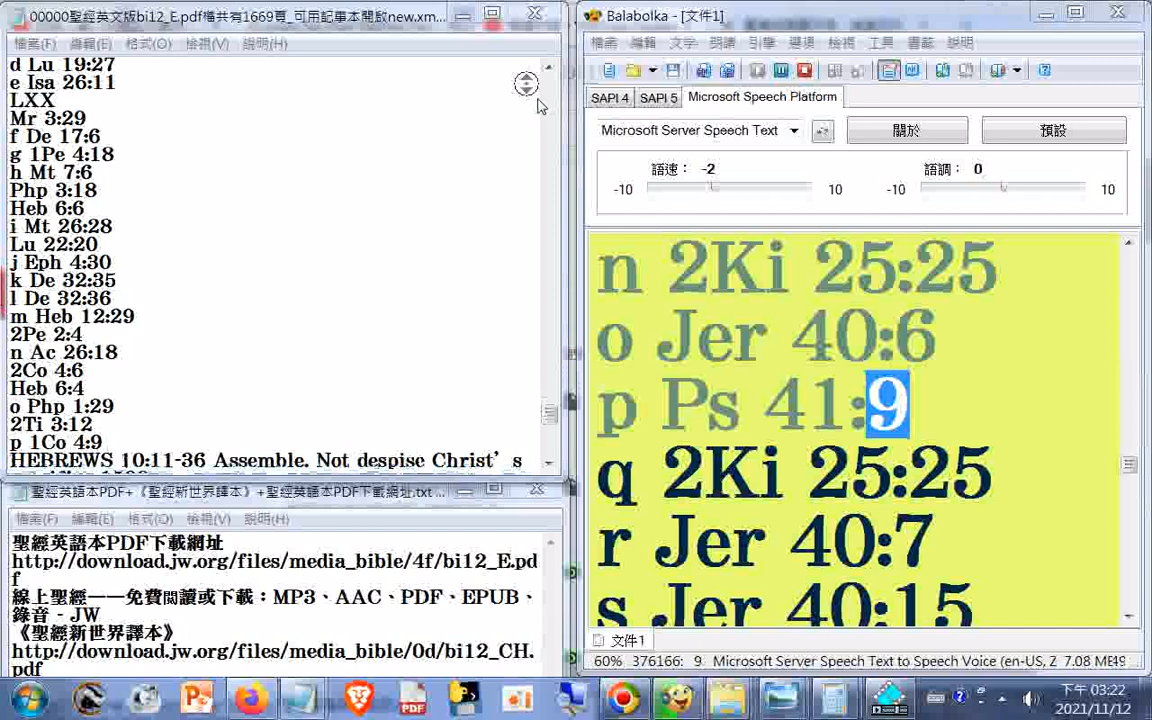 00000聖經英文版bi12_E.pdf檔共有1669頁_可用記事本開啟new.xm...
檔案(F) 編輯(E) 格式(O) 檢視(V) 說明(H)
d Lu 19:27
e Isa 26:11
LXX
Mr 3:29
f De 17:6
g 1Pe 4:18
h Mt 7:6
Php 3:18
Heb 6:6
i Mt 26:28
Lu 22:20
j Eph 4:30
k De 32:35
l De 32:36
m Heb 12:29
2Pe 2:4
n Ac 26:18
2Co 4:6
Heb 6:4
o Php 1:29
2Ti 3:12
p 1Co 4:9
HEBREWS 10:11-36 Assemble. Not despise Christ’s
聖經英語本PDF+《聖經新世界譯本》+聖經英語本PDF下載網址.txt ...
檔案(F) 編輯(E) 格式(O) 檢視(V) 說明(H)
聖經英語本PDF下載網址
http://download.jw.org/files/media_bible/4f/bi12_E.pd
f
線上聖經——免費閱讀或下載：MP3、AAC、PDF、EPUB、
錄音 - JW
《聖經新世界譯本》
http://download.jw.org/files/media_bible/0d/bi12_CH.
pdf
Balabolka - [文件1]
檔案 編輯 文字 朗讀 引擎 選項 檢視 工具 書籤 說明
SAPI 4 SAPI 5 Microsoft Speech Platform
Microsoft Server Speech Text 關於 預設
語速： -2 語調： 0
-10 10 -10 10
n 2Ki 25:25
o Jer 40:6
p Ps 41:9
q 2Ki 25:25
r Jer 40:7
s Jer 40:15
文件1
60% 376166: 9 Microsoft Server Speech Text to Speech Voice (en-US, Z 7.08 ME49
PDF
下午 03:22
2021/11/12